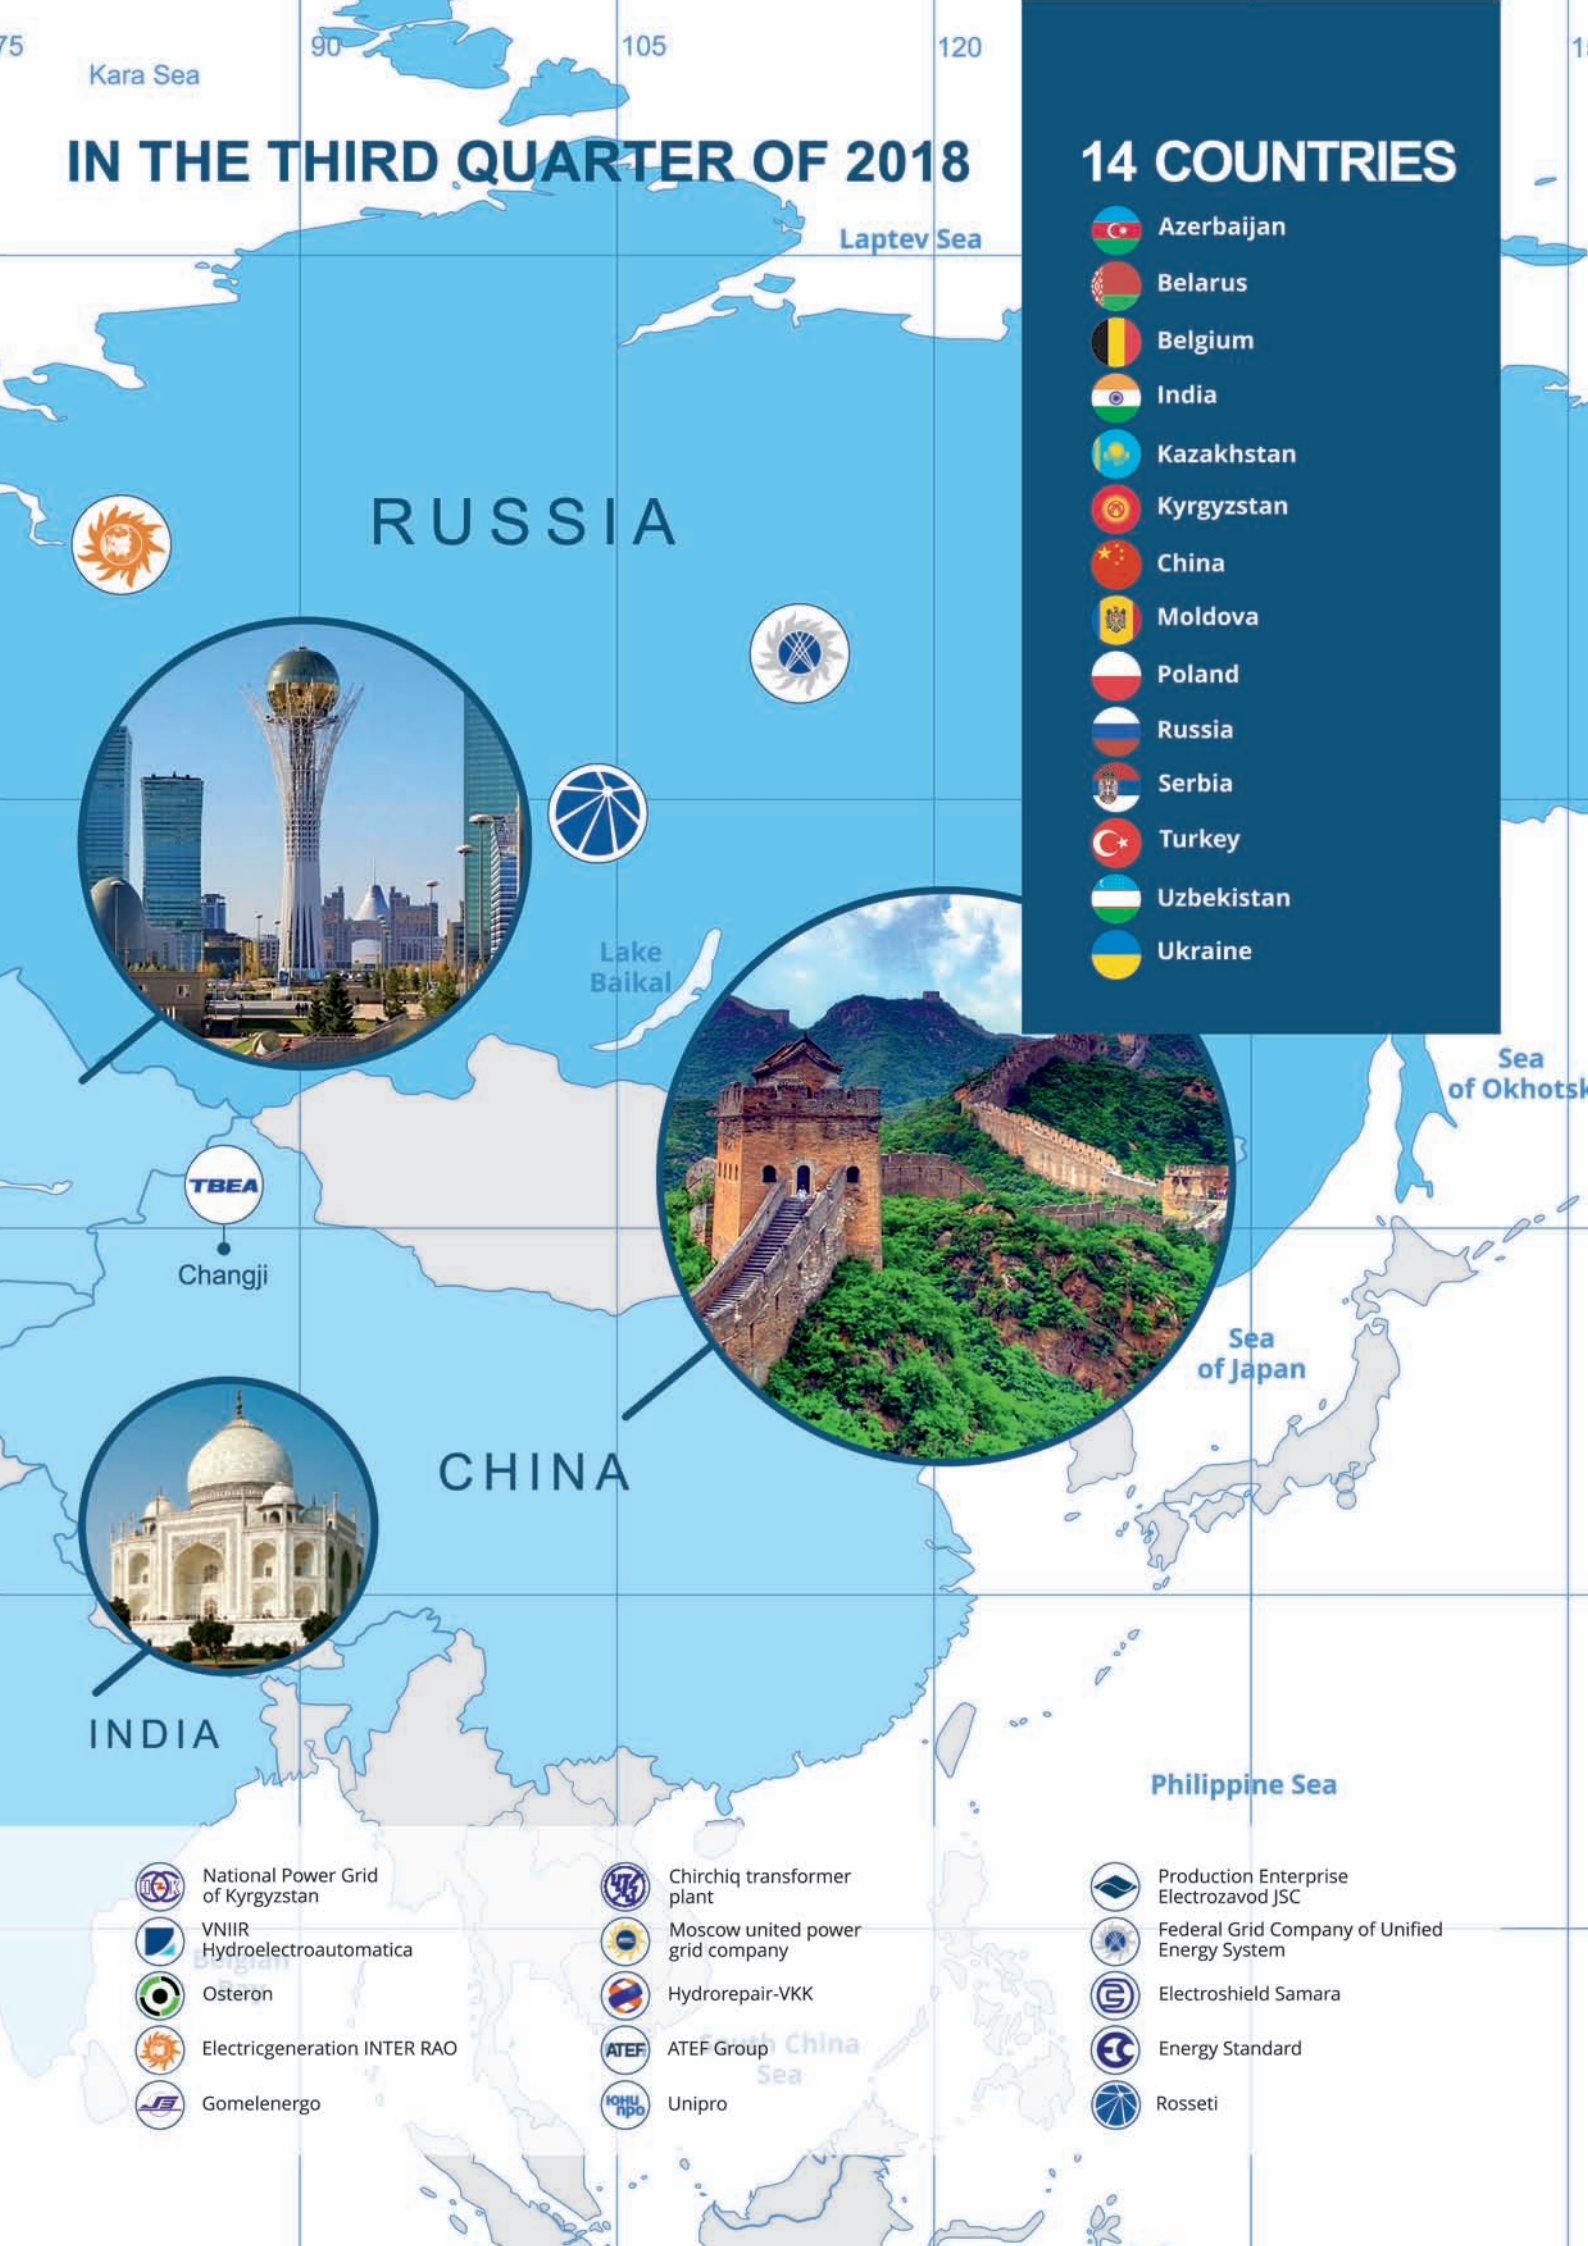 75
90
105
120
Kara Sea
IN THE THIRD QUARTER OF 2018
Laptev Sea
14 COUNTRIES
Azerbaijan
Belarus
Belgium
India
Kazakhstan
Kyrgyzstan
China
Moldova
Poland
Russia
Serbia
Turkey
Uzbekistan
Ukraine
RUSSIA
Lake
Baikal
Sea
of Okhotsk
TBEA
Changji
Sea
of Japan
CHINA
INDIA
Philippine Sea
National Power Grid
of Kyrgyzstan
VNIIR
Hydroelectroautomatica
Osteron
Electricgeneration INTER RAO
Gomelenergo
Chirchiq transformer
plant
Moscow united power
grid company
Hydrorepair-VKK
ATEF
ATEF Group
ЮНИ
ПРО
Unipro
South China
Sea
Production Enterprise
Electrozavod JSC
Federal Grid Company of Unified
Energy System
Electroshield Samara
Energy Standard
Rosseti